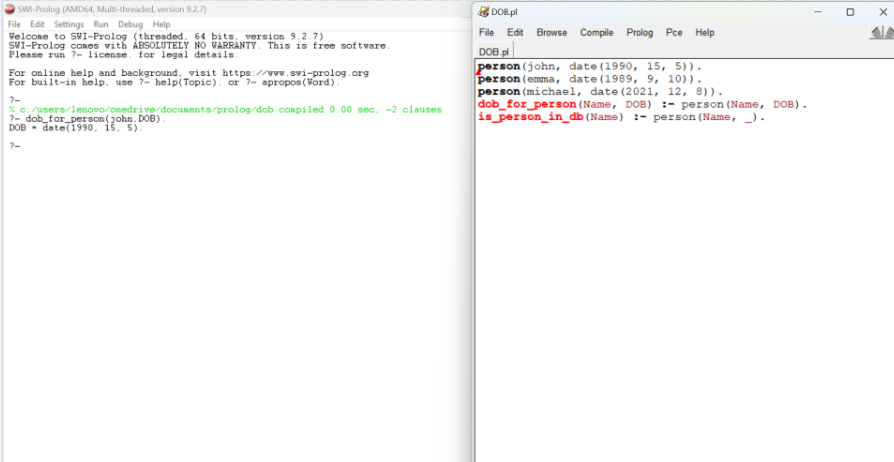 SWI-Prolog (AMD64, Multi-threaded, version 9.2.7)
File Edit Settings Run Debug Help
Welcome to SWI-Prolog (threaded, 64 bits, version 9.2.7)
SWI-Prolog comes with ABSOLUTELY NO WARRANTY. This is free software.
Please run ?- license. for legal details.
For online help and background, visit https://www.swi-prolog.org
For built-in help, use ?- help(Topic). or ?- apropos(Word).
?-
% c:/users/lenovo/onedrive/documents/prolog/dob compiled 0.00 sec, -2 clauses
?- dob_for_person(john,DOB).
DOB = date(1990, 15, 5).
?-
DOB.pl
File Edit Browse Compile Prolog Pce Help
DOB.pl
person(john, date(1990, 15, 5)).
person(emma, date(1989, 9, 10)).
person(michael, date(2021, 12, 8)).
dob_for_person(Name, DOB) :- person(Name, DOB).
is_person_in_db(Name) :- person(Name, _).